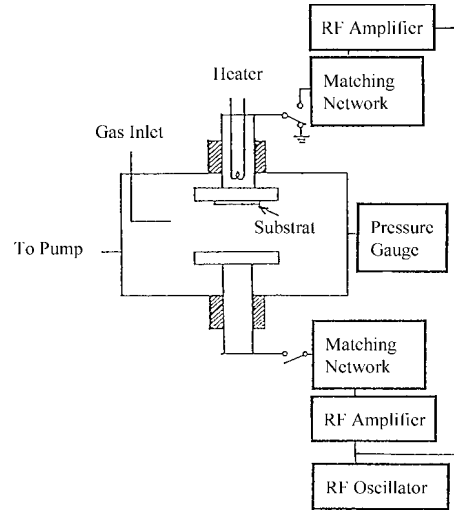 RF Amplifier
Heater
Matching
Network
Gas Inlet
Substrat
To Pump
Pressure
Gauge
Matching
Network
RF Amplifier
RF Oscillator